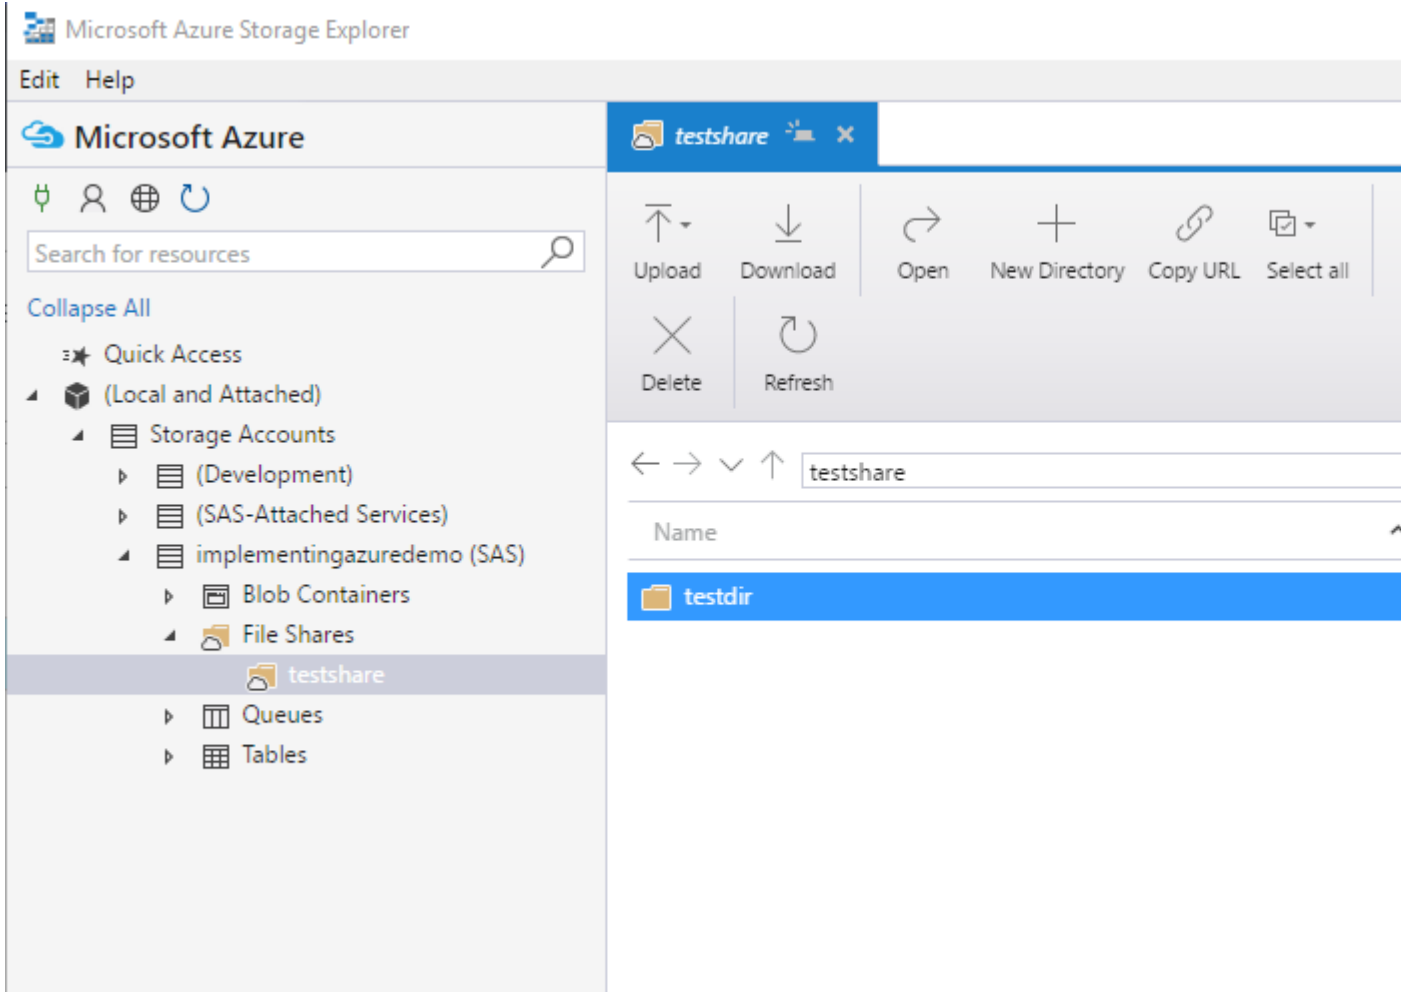 Microsoft Azure Storage Explorer
Edit Help
Microsoft Azure
Search for resources
Collapse All
Quick Access
(Local and Attached)
Storage Accounts
(Development)
(SAS-Attached Services)
implementingazuredemo (SAS)
Blob Containers
File Shares
testshare
Queues
Tables
testshare
Upload Download Open New Directory Copy URL Select all
Delete Refresh
testshare
Name
testdir